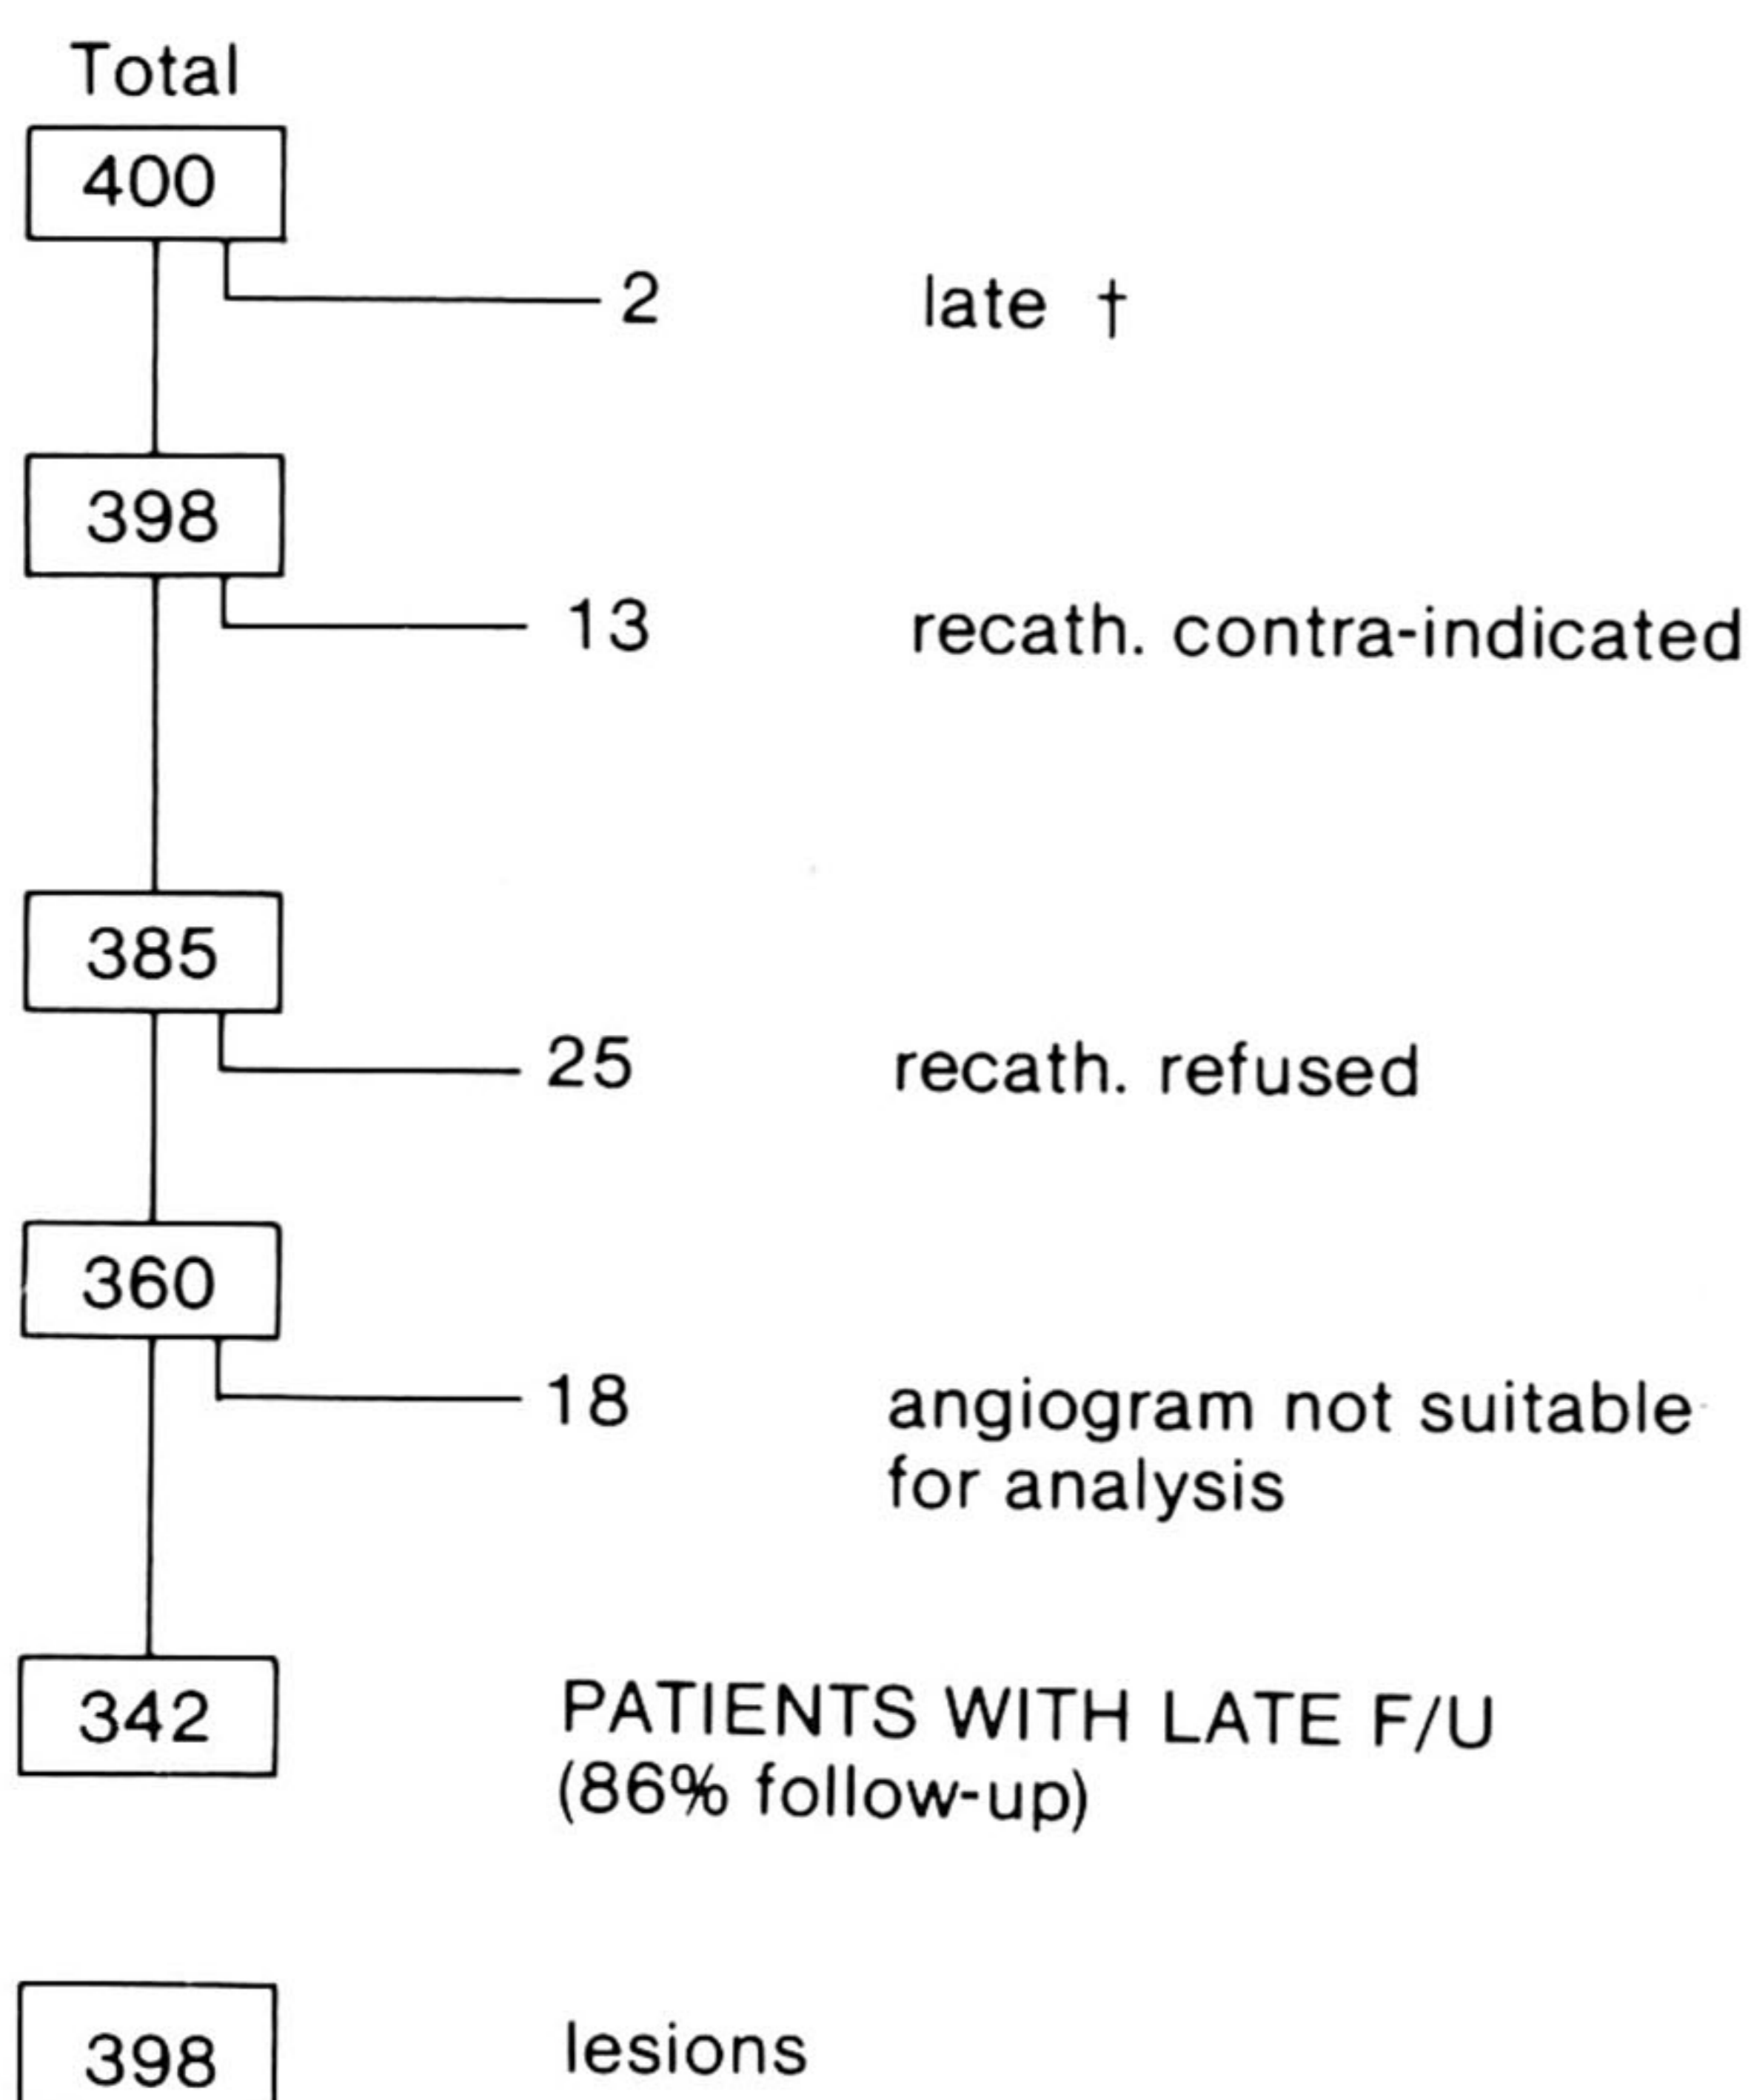 Total
400
2 late †
398
13 recath. contra-indicated
385
25 recath. refused
360
18 angiogram not suitable
for analysis
342 PATIENTS WITH LATE F/U
(86% follow-up)
398 lesions